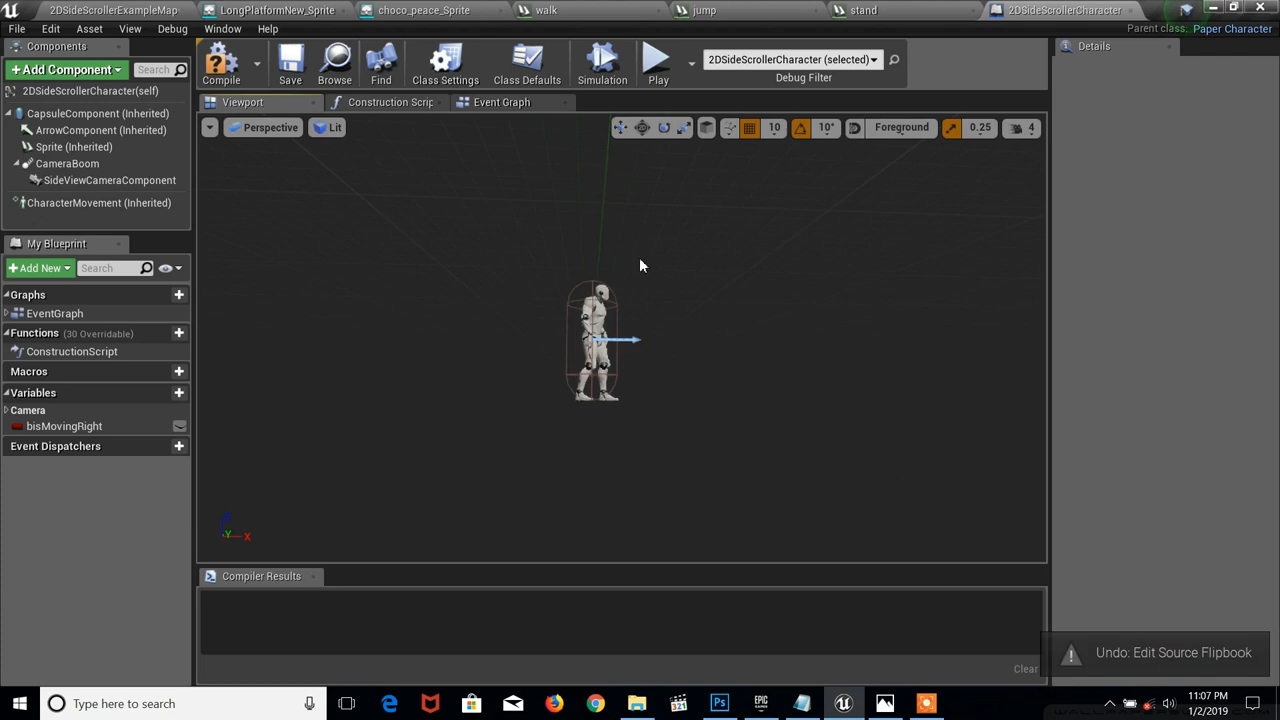 2DSideScrollerExampleMap
LongPlatformNew_Sprite
choco_peace_Sprite
walk
jump
stand
2DSideScrollerCharacter
File Edit Asset View Debug Window Help
Parent class: Paper Character
Components
+Add Component
Search
2DSideScrollerCharacter(self)
CapsuleComponent (Inherited)
ArrowComponent (Inherited)
Sprite (Inherited)
CameraBoom
SideViewCameraComponent
CharacterMovement (Inherited)
My Blueprint
+Add New
Search
Graphs
EventGraph
Functions (30 Overridable)
ConstructionScript
Macros
Variables
Camera
bisMovingRight
Event Dispatchers
Compile
Save
Browse
Find
Class Settings
Class Defaults
Simulation
Play
2DSideScrollerCharacter (selected)
Debug Filter
Viewport
Construction Scrip
Event Graph
Perspective
Lit
10
10°
Foreground
0.25
4
Z
Y
X
Compiler Results
Clear
Details
Undo: Edit Source Flipbook
Type here to search
11:07 PM
1/2/2019